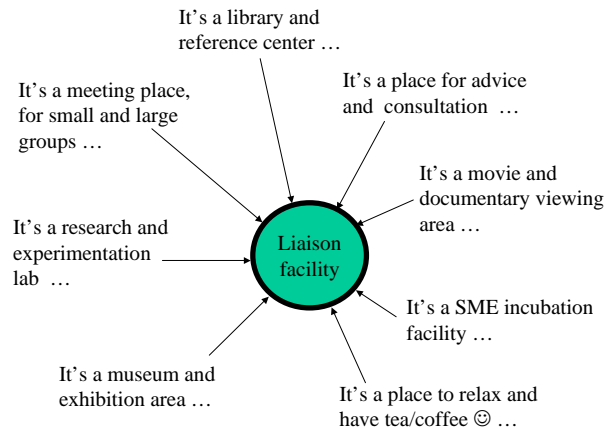 It's a library and
reference center …
It's a place for advice
and consultation …
It's a meeting place,
for small and large
groups …
It's a movie and
documentary viewing
area …
It's a research and
experimentation
lab …
Liaison
facility
It's a SME incubation
facility …
It's a museum and
exhibition area …
It's a place to relax and
have tea/coffee ☺ …